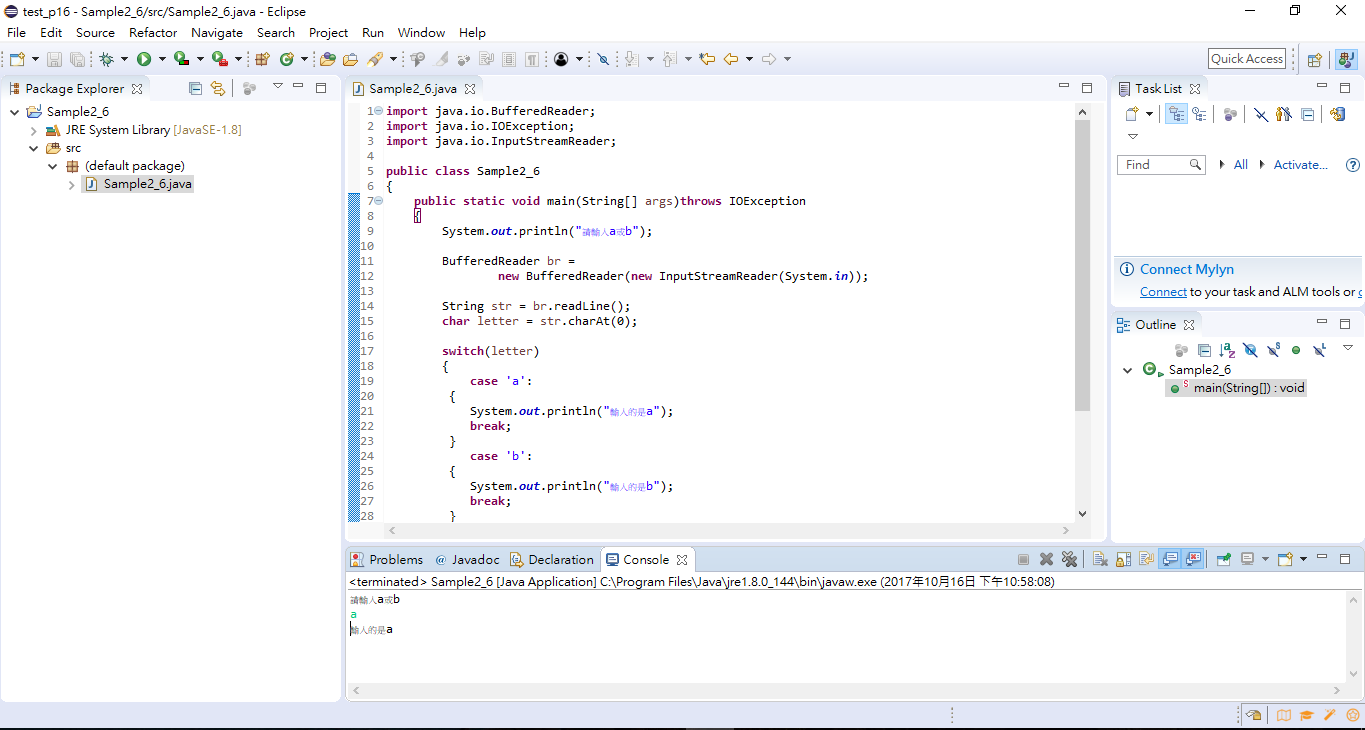 test_p16 - Sample2_6/src/Sample2_6.java - Eclipse
File Edit Source Refactor Navigate Search Project Run Window Help
Quick Access
Package Explorer
Sample2_6
JRE System Library [JavaSE-1.8]
src
(default package)
Sample2_6.java
Sample2_6.java
1 import java.io.BufferedReader;
2 import java.io.IOException;
3 import java.io.InputStreamReader;
4
5 public class Sample2_6
6 {
7 public static void main(String[] args)throws IOException
8 {
9 System.out.println("請輸入a或b");
10
11 BufferedReader br =
12 new BufferedReader(new InputStreamReader(System.in));
13
14 String str = br.readLine();
15 char letter = str.charAt(0);
16
17 switch(letter)
18 {
19 case 'a':
20 {
21 System.out.println("輸入的是a");
22 break;
23 }
24 case 'b':
25 {
26 System.out.println("輸入的是b");
27 break;
28 }
Task List
Find All Activate...
Connect Mylyn
Connect to your task and ALM tools or
Outline
Sample2_6
main(String[]) : void
Problems @ Javadoc Declaration Console
<terminated> Sample2_6 [Java Application] C:\Program Files\Java\jre1.8.0_144\bin\javaw.exe (2017年10月16日 下午10:58:08)
請輸入a或b
a
輸入的是a